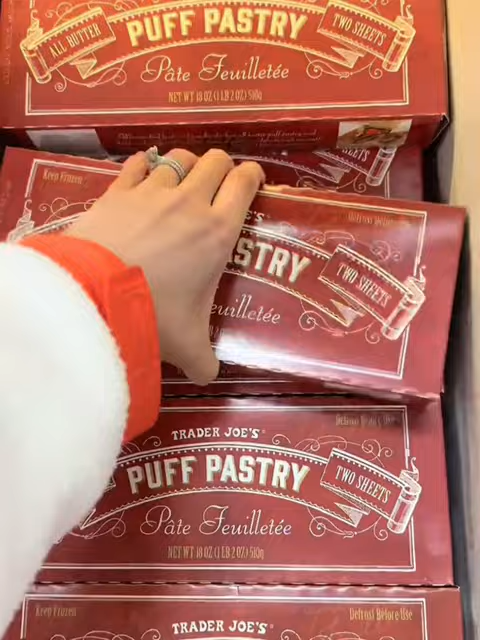 ALL BUTTER
PUFF PASTRY
TWO SHEETS
Pâte Feuilletée
NET WT 18 OZ (1 LB 2 OZ) 510g
Keep Frozen
STRY
TWO SHEETS
euilletée
TRADER JOE'S
PUFF PASTRY
TWO SHEETS
Pâte Feuilletée
NET WT 18 OZ (1 LB 2 OZ) 510g
Keep Frozen
Defrost Before Use
TRADER JOE'S